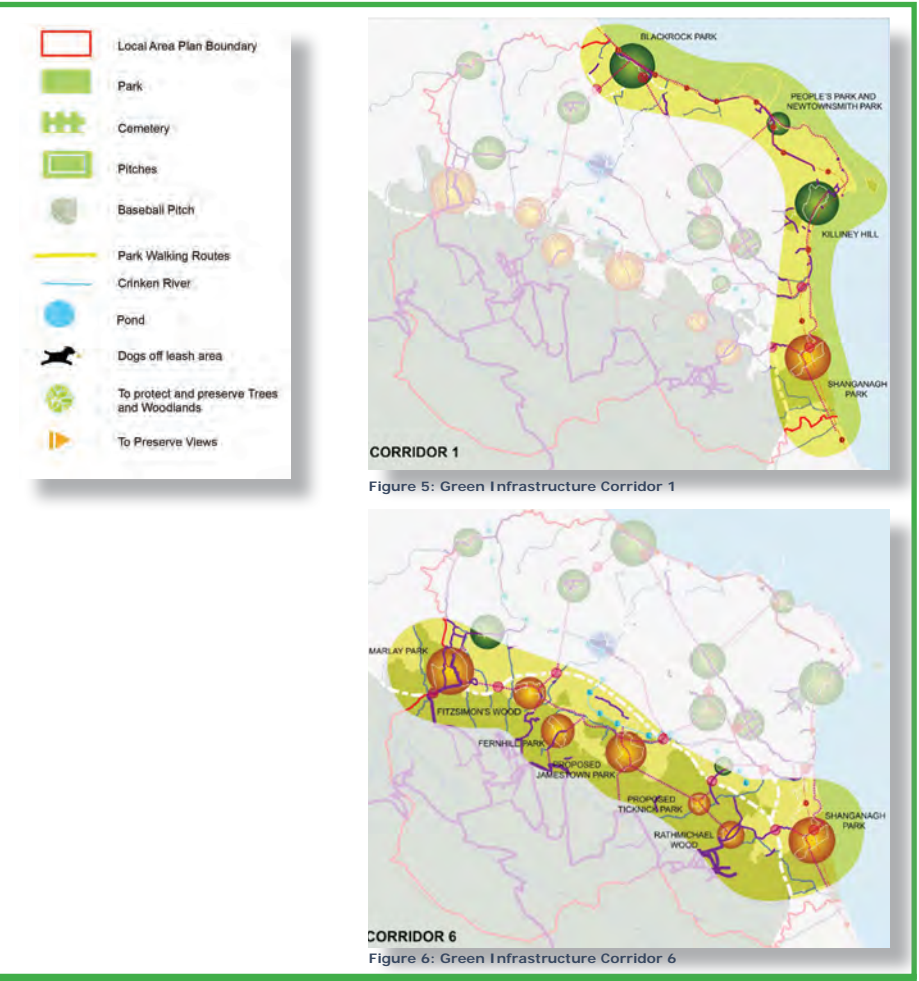 Local Area Plan Boundary
Park
Cemetery
Pitches
Baseball Pitch
Park Walking Routes
Crinken River
Pond
Dogs off leash area
To protect and preserve Trees
and Woodlands
To Preserve Views
BLACKROCK PARK
PEOPLE'S PARK AND
NEWTOWNSMITH PARK
KILLINEY HILL
SHANGANAGH
PARK
CORRIDOR 1
Figure 5: Green Infrastructure Corridor 1
MARLAY PARK
FITZSIMON'S WOOD
FERNHILL PARK
PROPOSED
JAMESTOWN PARK
PROPOSED
TICKNICK PARK
RATHMICHAEL
WOOD
SHANGANAGH
PARK
CORRIDOR 6
Figure 6: Green Infrastructure Corridor 6